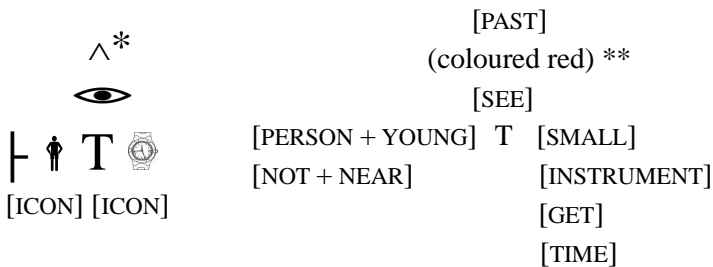 ^*
T
[ICON] [ICON]
[PAST]
(coloured red) **
[SEE]
[PERSON + YOUNG] T [SMALL]
[NOT + NEAR] [INSTRUMENT]
[GET]
[TIME]